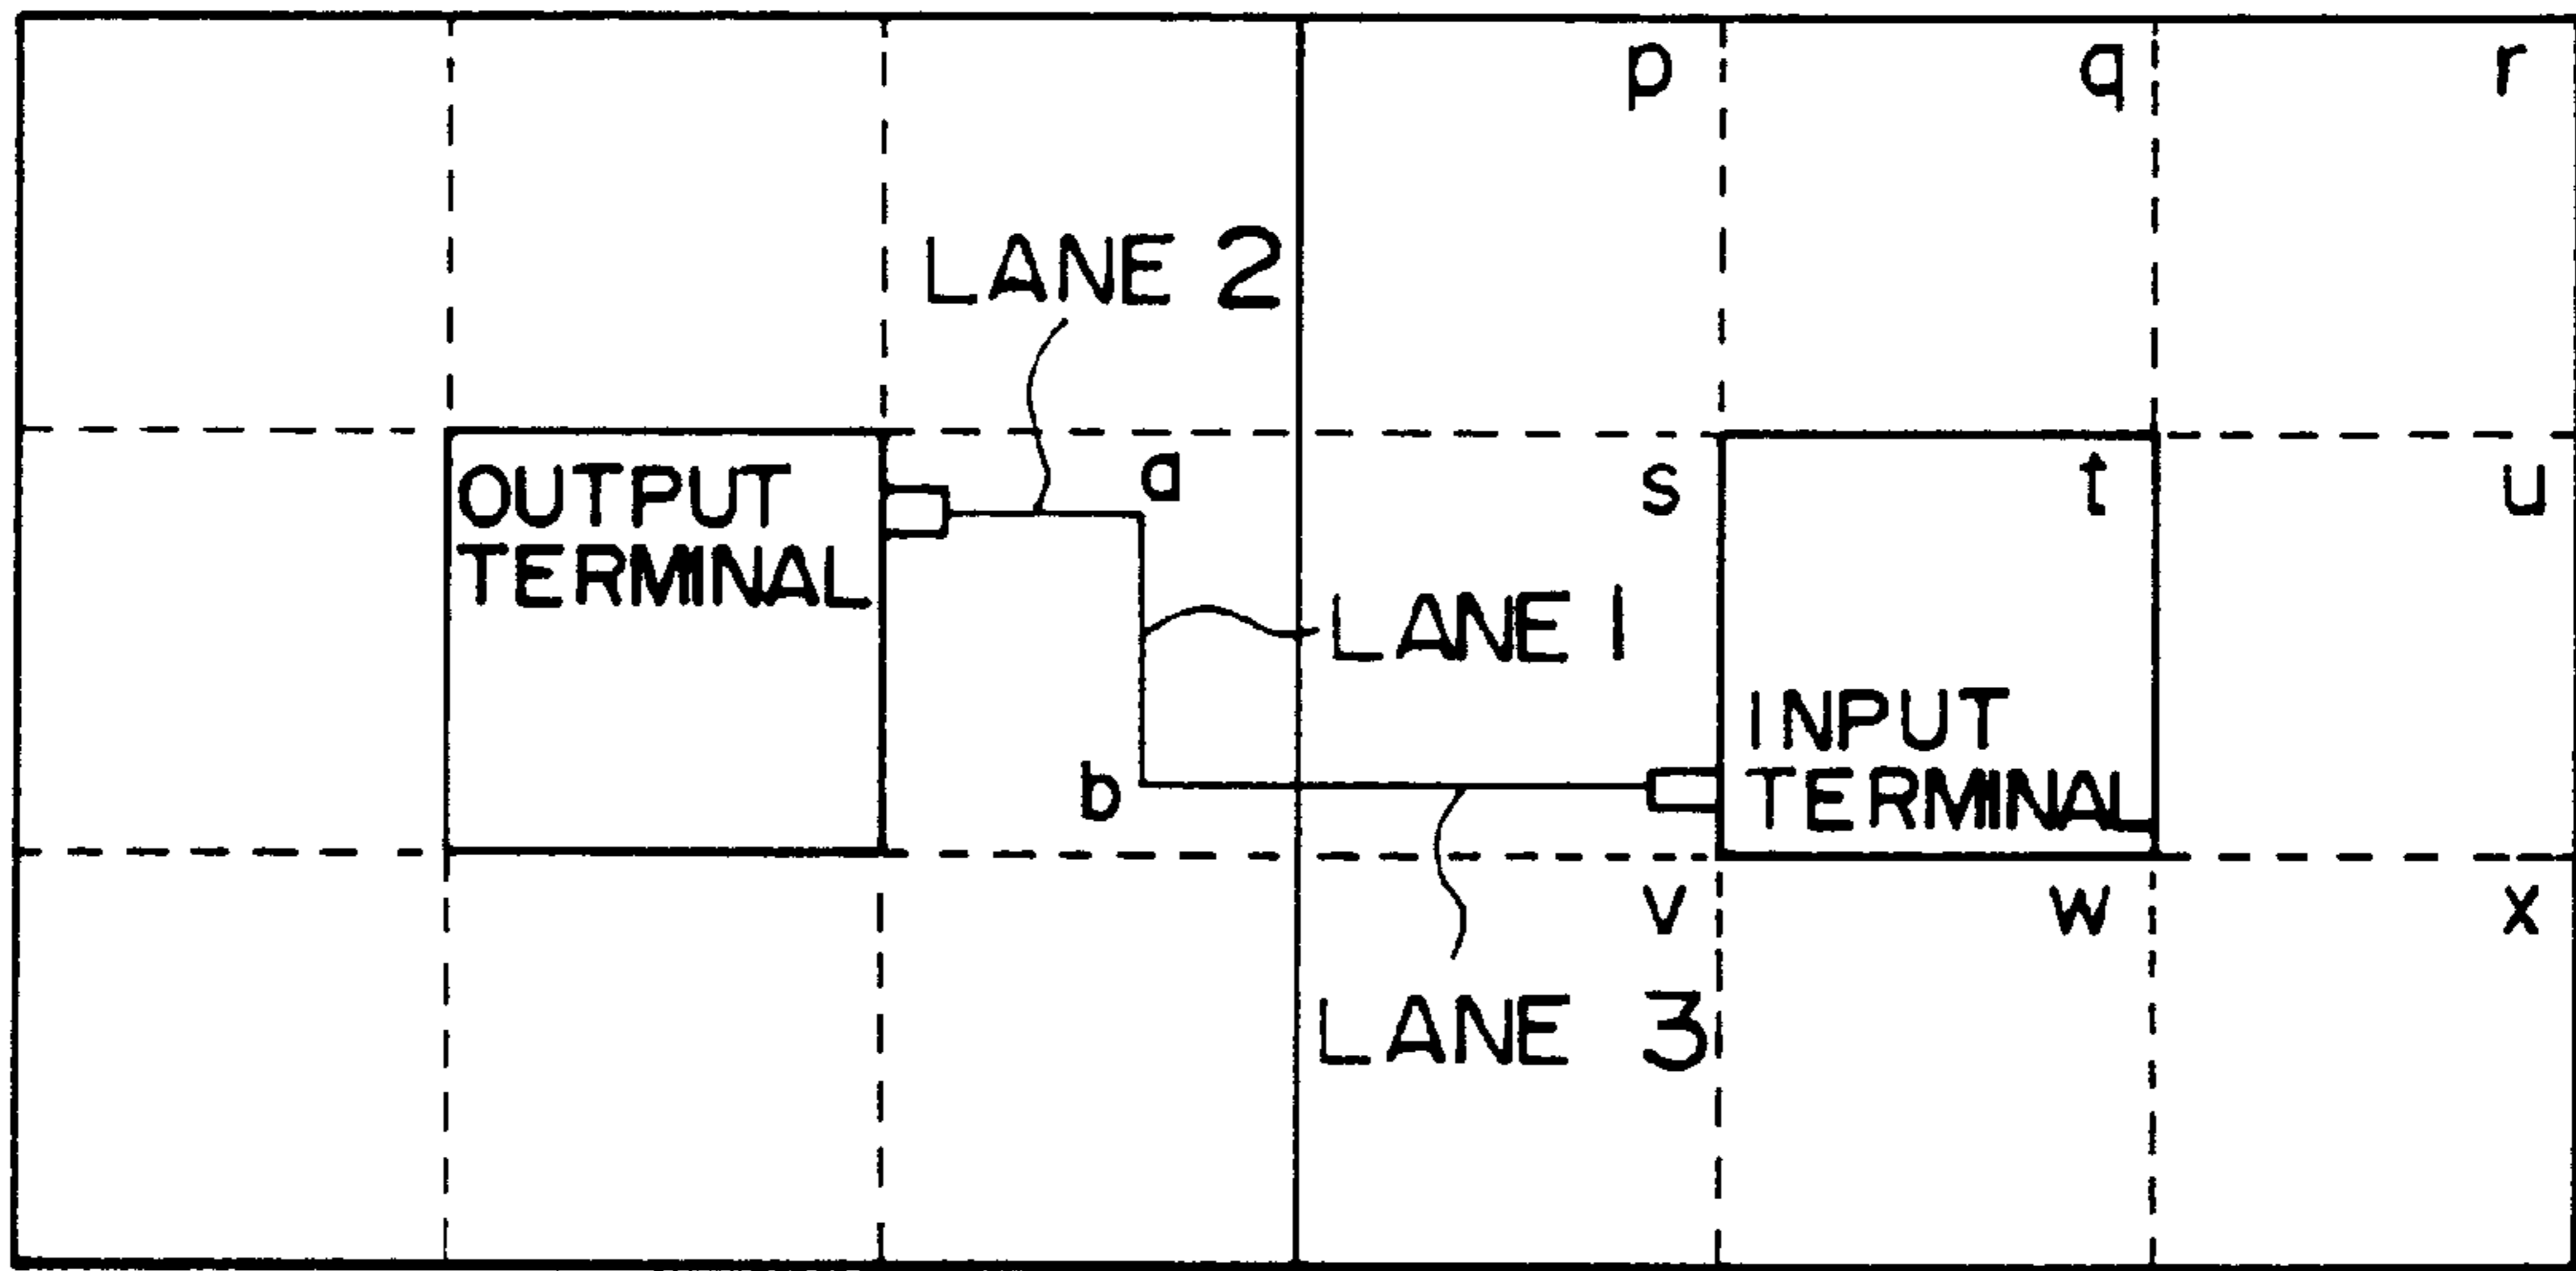 p
q
r
LANE 2
OUTPUT
TERMINAL
a
s
t
u
LANE 1
b
INPUT
TERMINAL
v
w
x
LANE 3